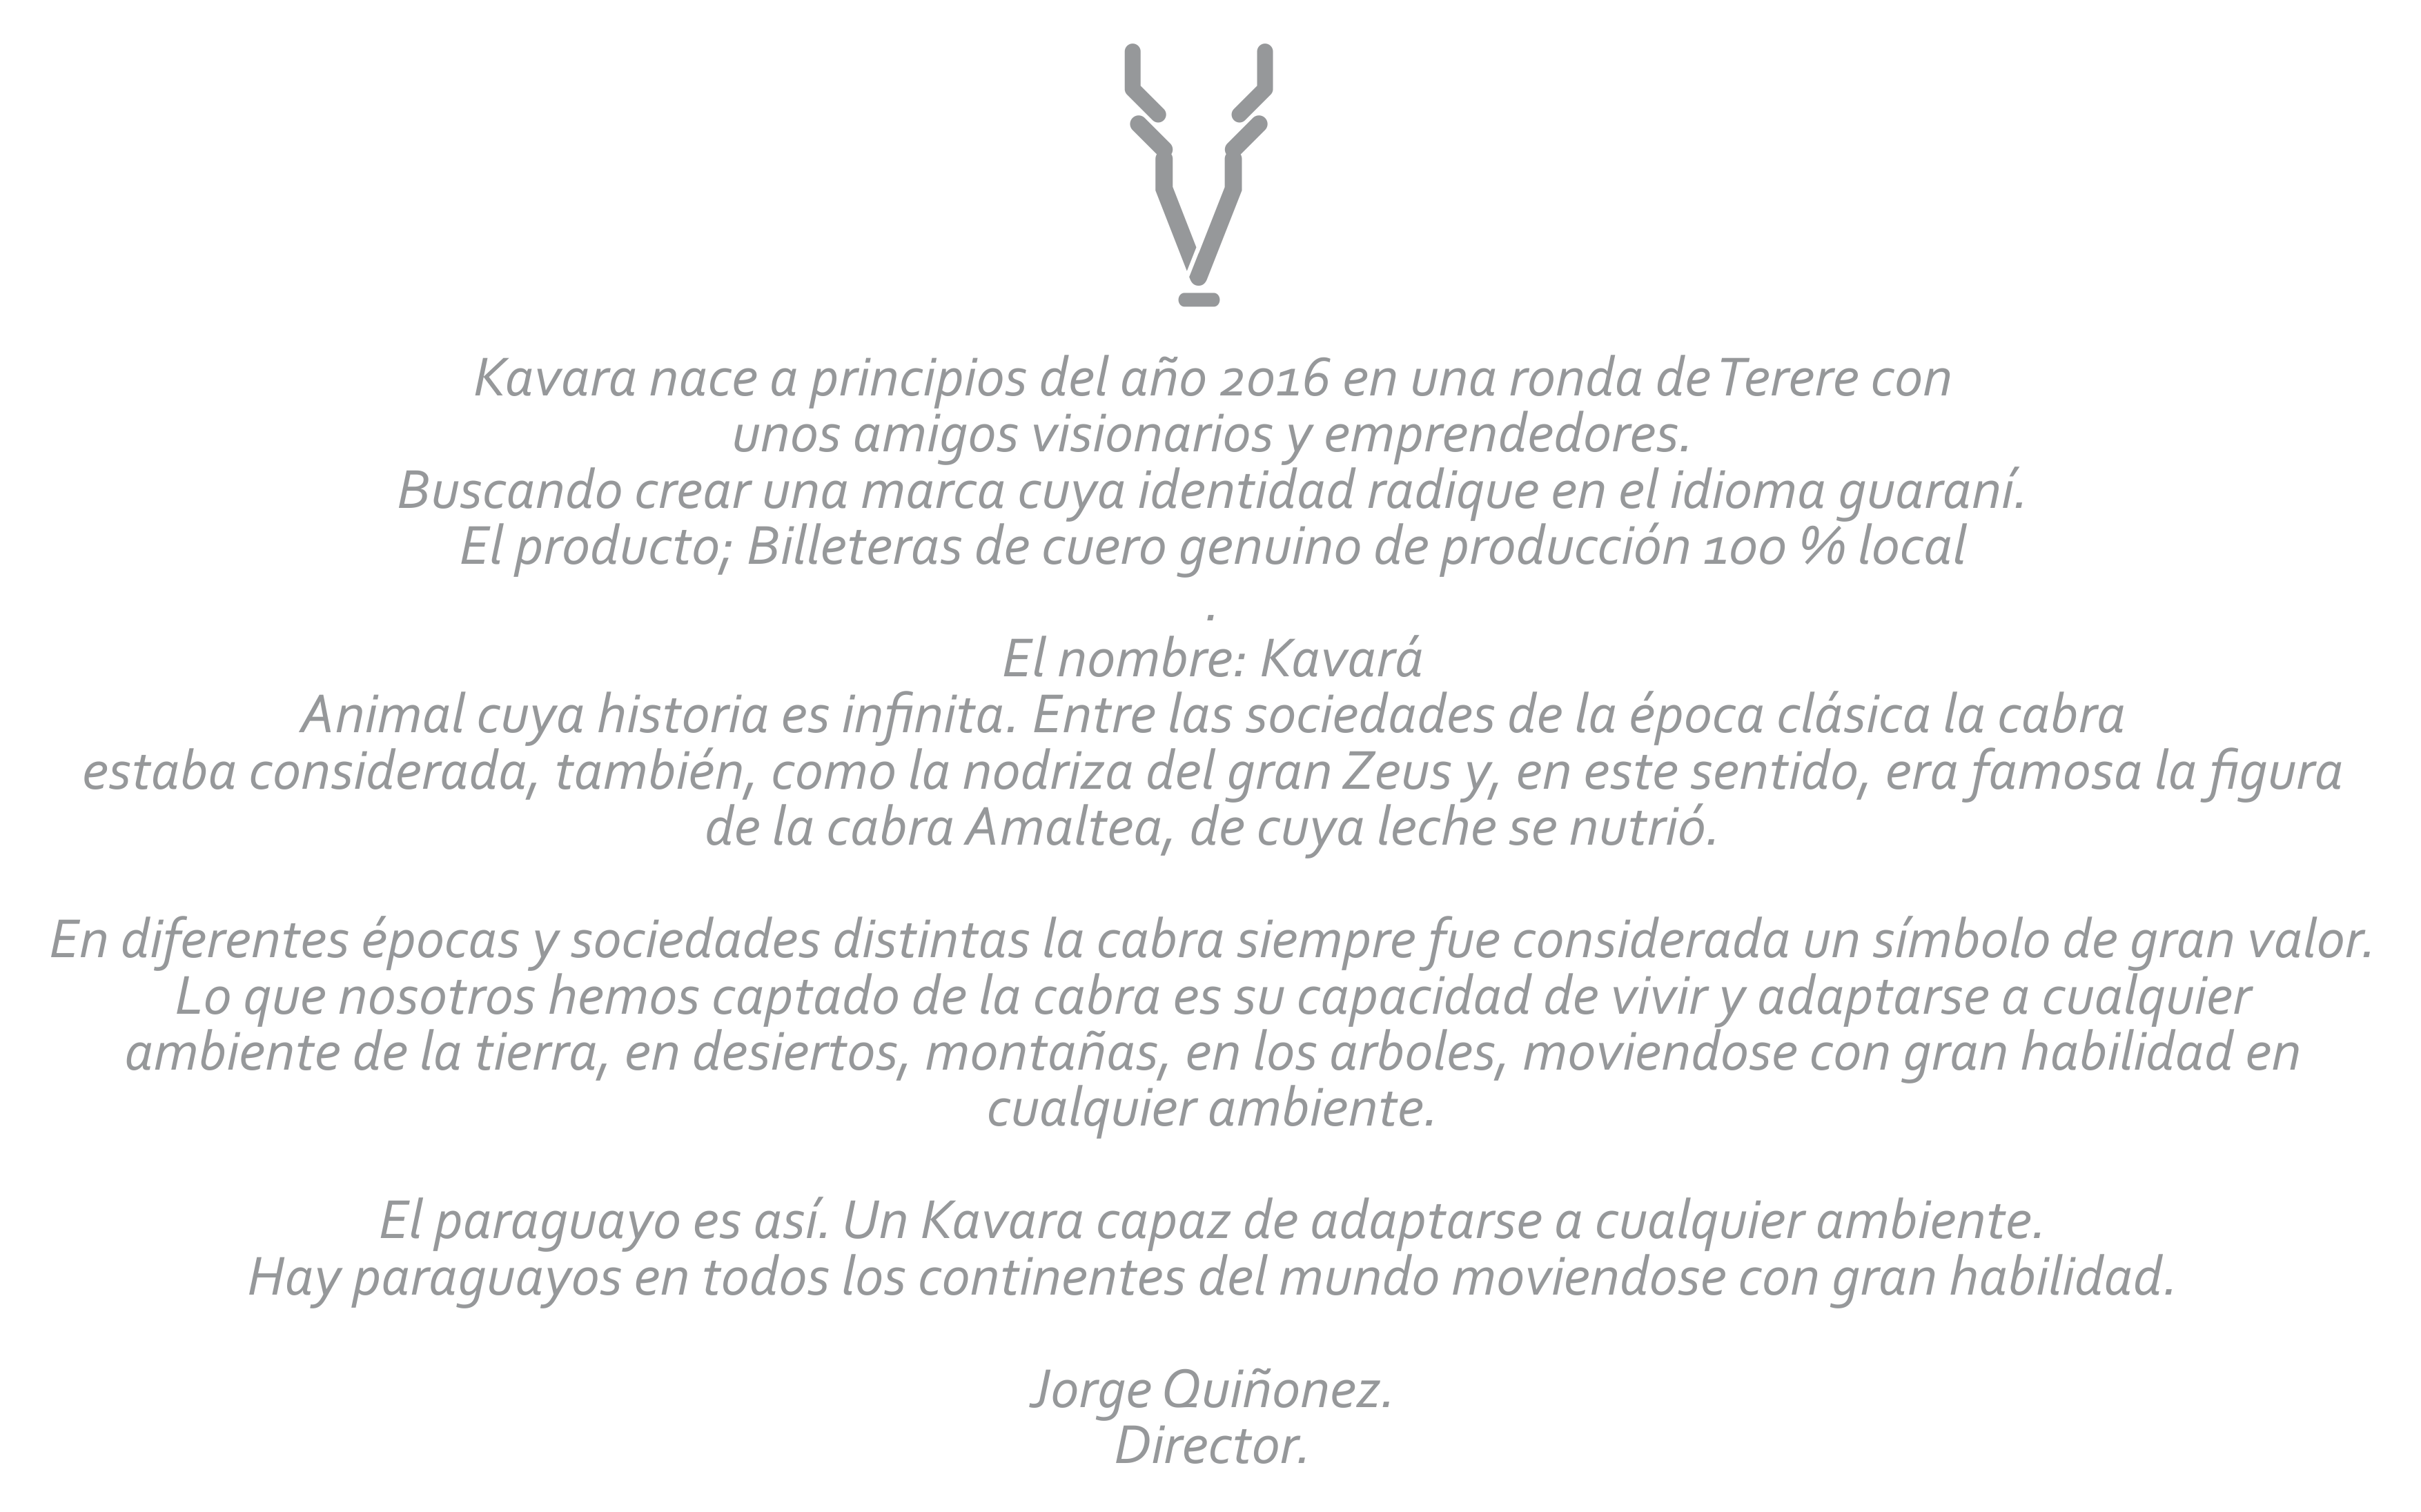 Kavara nace a principios del año 2016 en una ronda de Terere con
unos amigos visionarios y emprendedores.
Buscando crear una marca cuya identidad radique en el idioma guaraní.
El producto; Billeteras de cuero genuino de producción 100 % local
.
El nombre: Kavará
Animal cuya historia es infinita. Entre las sociedades de la época clásica la cabra
estaba considerada, también, como la nodriza del gran Zeus y, en este sentido, era famosa la figura
de la cabra Amaltea, de cuya leche se nutrió.
En diferentes épocas y sociedades distintas la cabra siempre fue considerada un símbolo de gran valor.
Lo que nosotros hemos captado de la cabra es su capacidad de vivir y adaptarse a cualquier
ambiente de la tierra, en desiertos, montañas, en los arboles, moviendose con gran habilidad en
cualquier ambiente.
El paraguayo es así. Un Kavara capaz de adaptarse a cualquier ambiente.
Hay paraguayos en todos los continentes del mundo moviendose con gran habilidad.
Jorge Quiñonez.
Director.